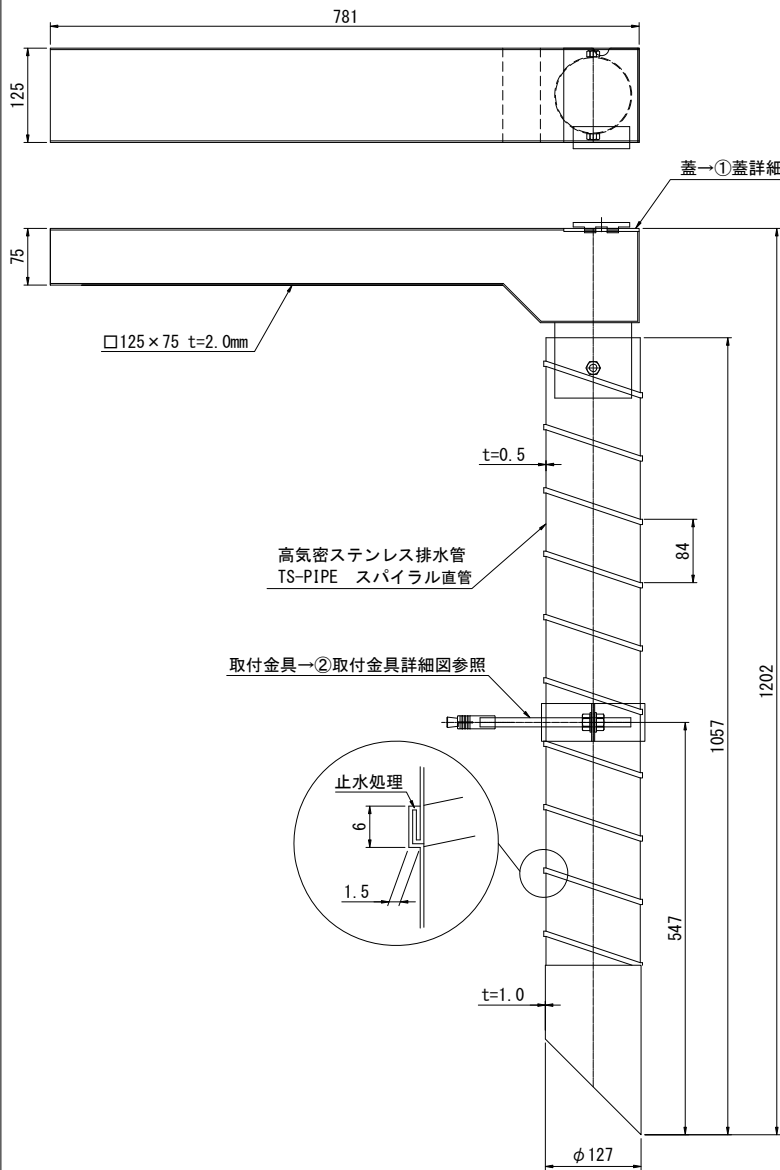 781
125
蓋→①蓋詳細
75
□125×75 t=2.0mm
t=0.5
84
高気密ステンレス排水管
TS-PIPE スパイラル直管
取付金具→②取付金具詳細図参照
1202
1057
止水処理
6
1.5
547
t=1.0
φ127